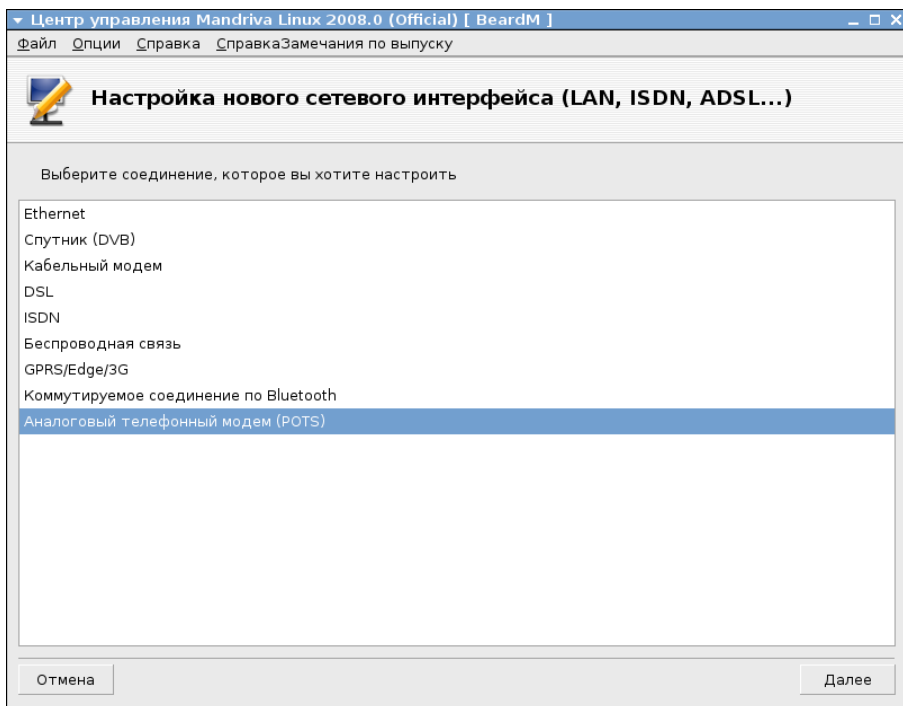 Центр управления Mandriva Linux 2008.0 (Official) [ BeardM ]
Файл Опции Справка СправкаЗамечания по выпуску
Настройка нового сетевого интерфейса (LAN, ISDN, ADSL...)
Выберите соединение, которое вы хотите настроить
Ethernet
Спутник (DVB)
Кабельный модем
DSL
ISDN
Беспроводная связь
GPRS/Edge/3G
Коммутируемое соединение по Bluetooth
Аналоговый телефонный модем (POTS)
Отмена Далее